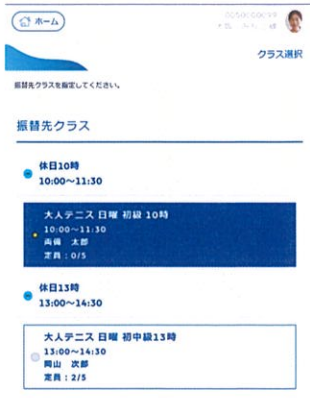 ホーム
クラス選択
振替先クラスを指定してください。
振替先クラス
休日10時
10:00～11:30
大人テニス 日曜 初級 10時
10:00～11:30
両備 太郎
定員：0/5
休日13時
13:00～14:30
大人テニス 日曜 初中級13時
13:00～14:30
岡山 次郎
定員：2/5